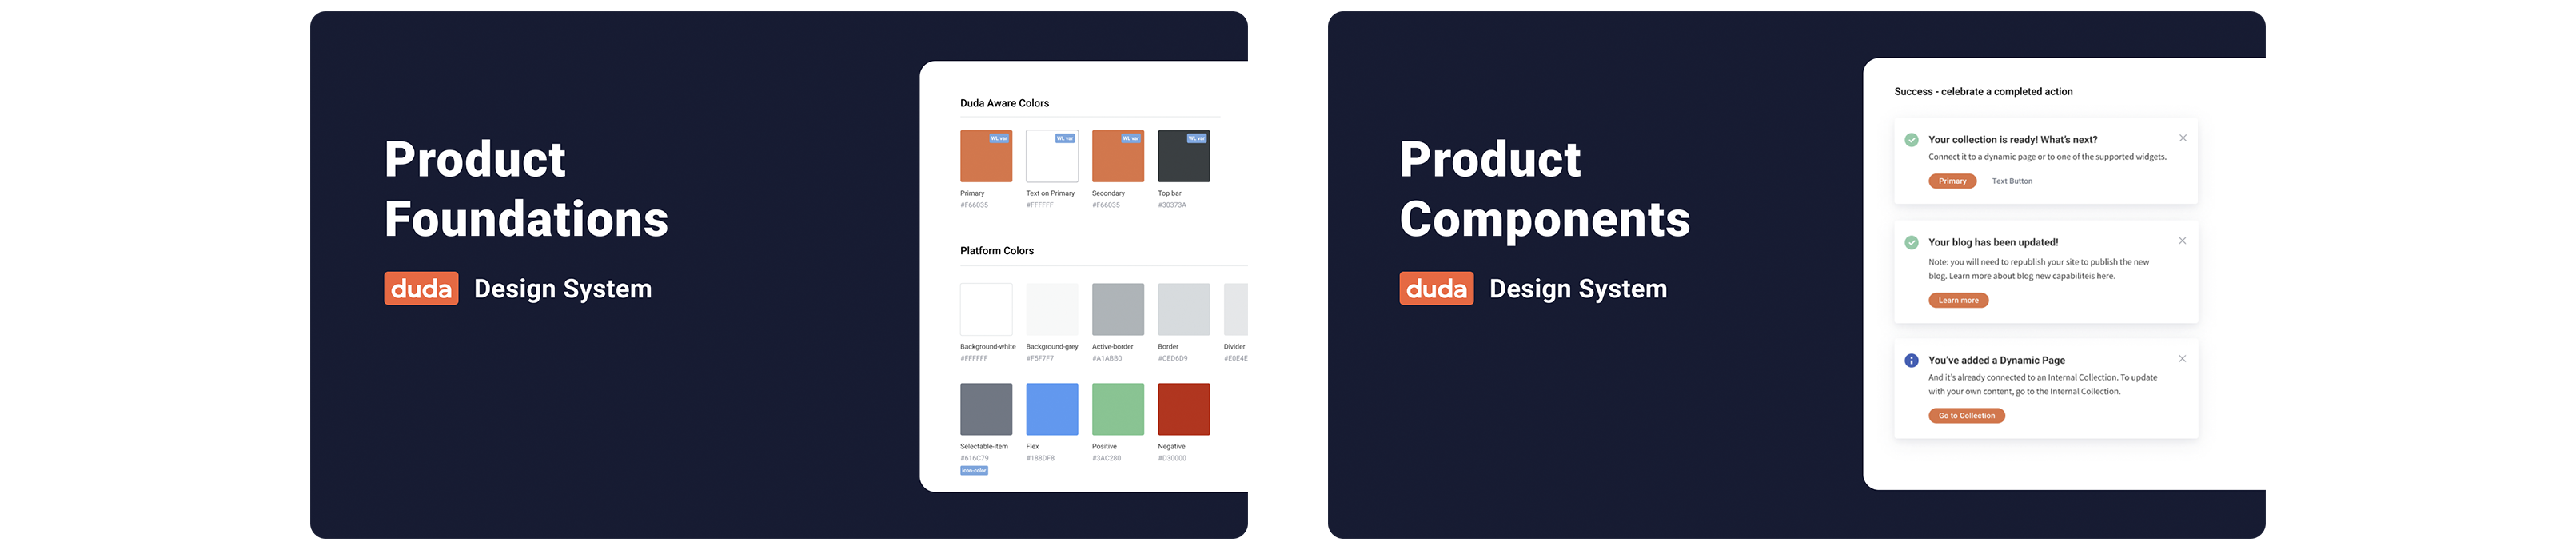 Product
Foundations
duda Design System
Duda Aware Colors
WL var WL var WL var WL var
Primary Text on Primary Secondary Top bar
#F66035 #FFFFFF #F66035 #30373A
Platform Colors
Background-white Background-grey Active-border Border Divider
#FFFFFF #F5F7F7 #A1ABB0 #CED6D9 #E0E4E
Selectable-item Flex Positive Negative
#616C79 #188DF8 #3AC280 #D30000
icon-color
Product
Components
duda Design System
Success - celebrate a completed action
Your collection is ready! What's next?
Connect it to a dynamic page or to one of the supported widgets.
Primary Text Button
Your blog has been updated!
Note: you will need to republish your site to publish the new
blog. Learn more about blog new capabiliteis here.
Learn more
You've added a Dynamic Page
And it's already connected to an Internal Collection. To update
with your own content, go to the Internal Collection.
Go to Collection